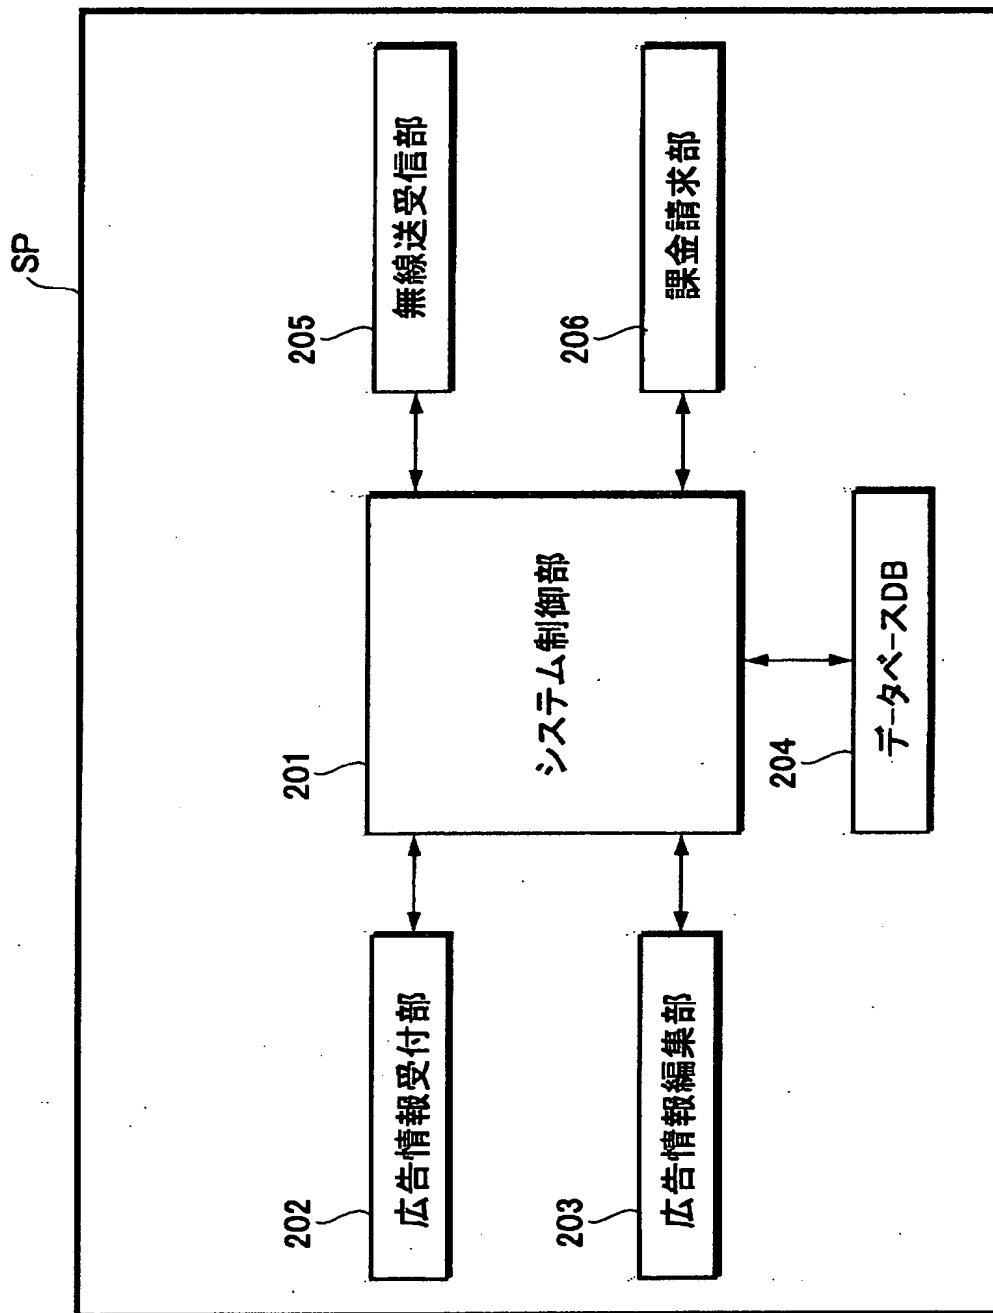 SP
202
広告情報受付部
201
システム制御部
205
無線送受信部
203
広告情報編集部
206
課金請求部
204
データベースDB